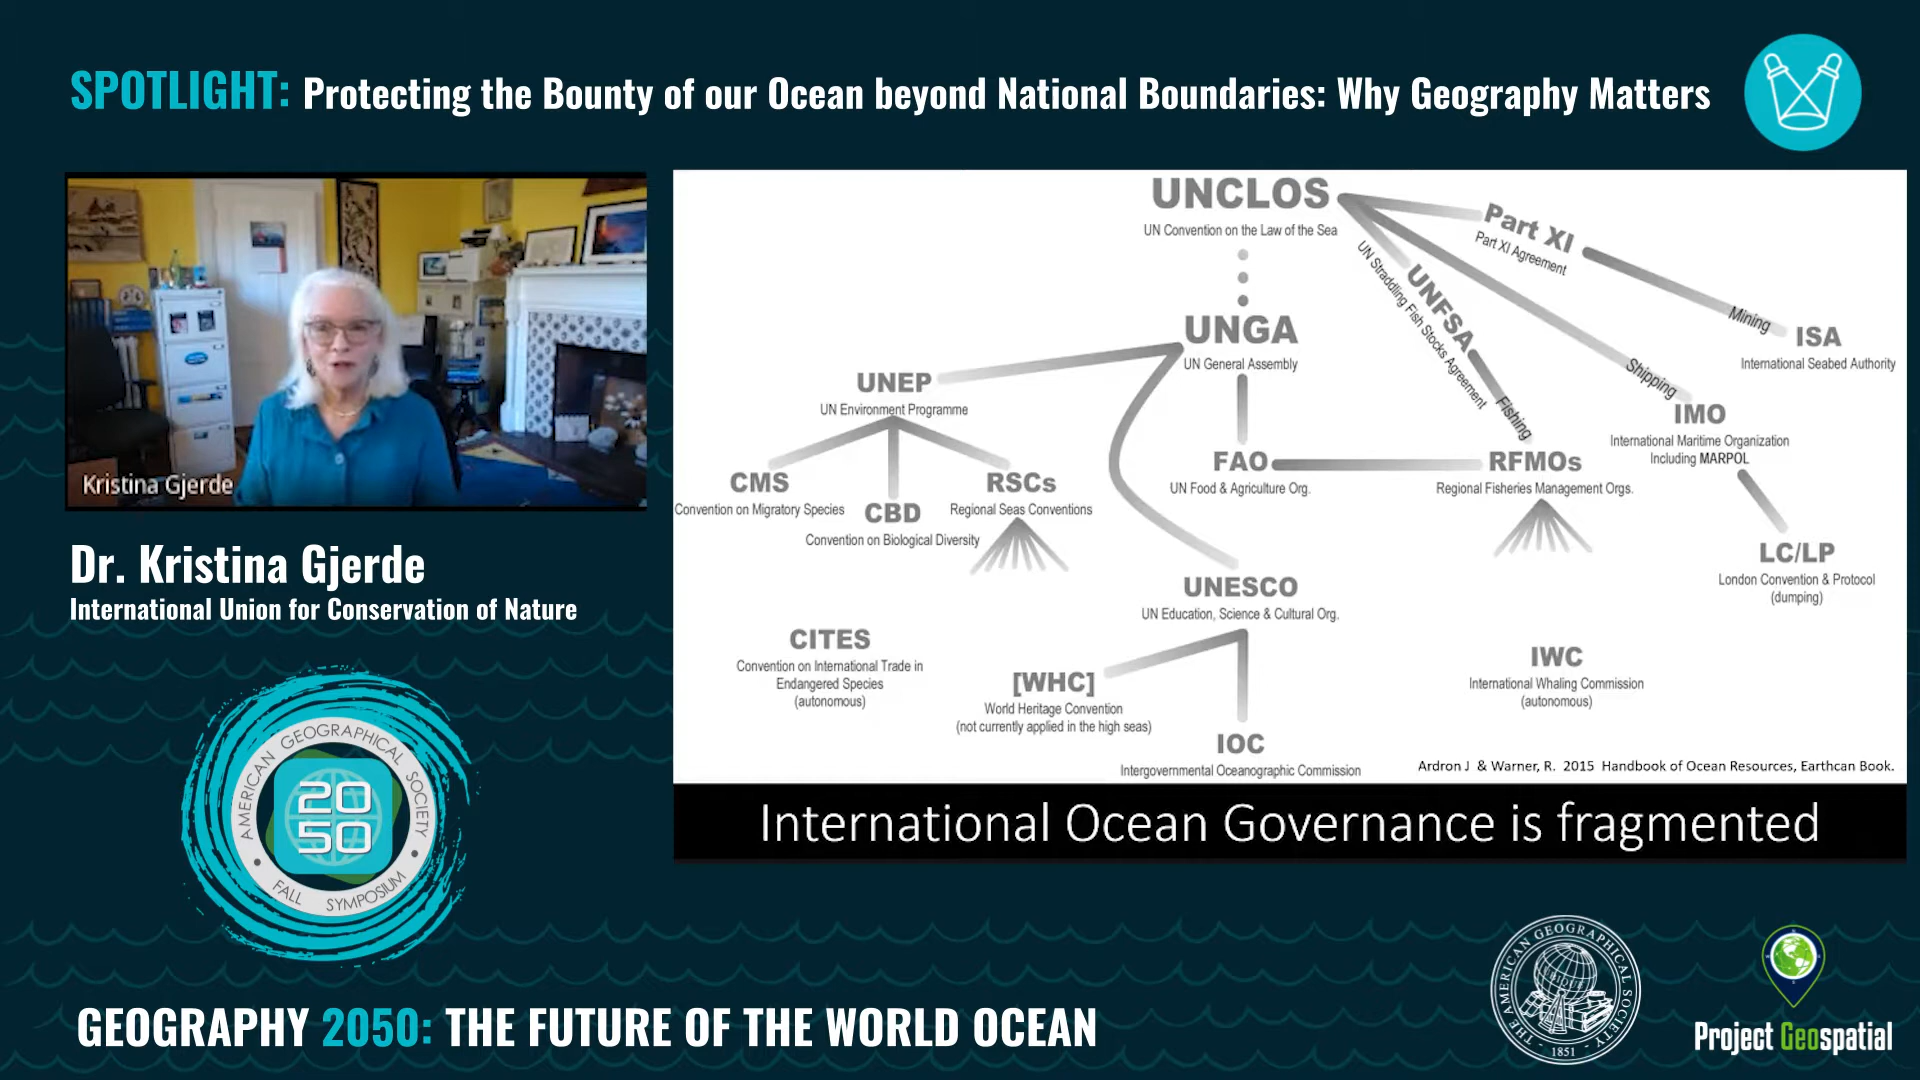 SPOTLIGHT: Protecting the Bounty of our Ocean beyond National Boundaries: Why Geography Matters
Kristina Gjerde
Dr. Kristina Gjerde
International Union for Conservation of Nature
UNCLOS
UN Convention on the Law of the Sea
Part XI
Part XI Agreement
Mining
ISA
International Seabed Authority
UNFSA
UN Straddling Fish Stocks Agreement
Fishing
Shipping
IMO
International Maritime Organization
Including MARPOL
UNGA
UN General Assembly
UNEP
UN Environment Programme
CMS
Convention on Migratory Species
CBD
Convention on Biological Diversity
RSCs
Regional Seas Conventions
FAO
UN Food & Agriculture Org.
RFMOs
Regional Fisheries Management Orgs.
LC/LP
London Convention & Protocol
(dumping)
UNESCO
UN Education, Science & Cultural Org.
CITES
Convention on International Trade in
Endangered Species
(autonomous)
[WHC]
World Heritage Convention
(not currently applied in the high seas)
IOC
Intergovernmental Oceanographic Commission
IWC
International Whaling Commission
(autonomous)
Ardron J & Warner, R. 2015 Handbook of Ocean Resources, Earthcan Book.
International Ocean Governance is fragmented
AMERICAN GEOGRAPHICAL SOCIETY
2050
FALL SYMPOSIUM
GEOGRAPHY 2050: THE FUTURE OF THE WORLD OCEAN
THE AMERICAN GEOGRAPHICAL SOCIETY
UBIQUE
1851
Project Geospatial